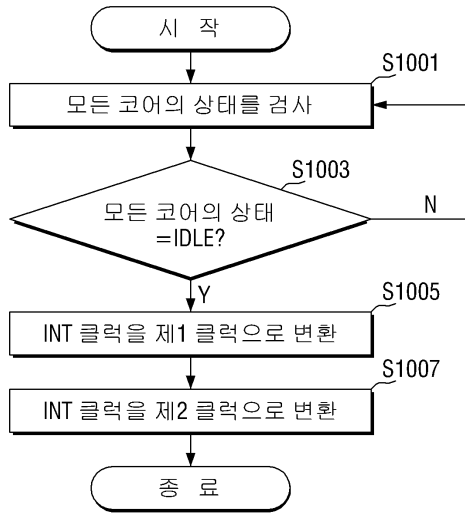 시 작
S1001
모든 코어의 상태를 검사
S1003
모든 코어의 상태
=IDLE?
N
Y
S1005
INT 클럭을 제1 클럭으로 변환
S1007
INT 클럭을 제2 클럭으로 변환
종 료